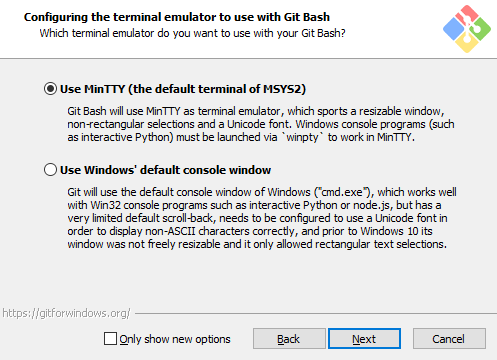 Configuring the terminal emulator to use with Git Bash
Which terminal emulator do you want to use with your Git Bash?
Use MinTTY (the default terminal of MSYS2)
Git Bash will use MinTTY as terminal emulator, which sports a resizable window,
non-rectangular selections and a Unicode font. Windows console programs (such
as interactive Python) must be launched via `winpty` to work in MinTTY.
Use Windows' default console window
Git will use the default console window of Windows ("cmd.exe"), which works well
with Win32 console programs such as interactive Python or node.js, but has a
very limited default scroll-back, needs to be configured to use a Unicode font in
order to display non-ASCII characters correctly, and prior to Windows 10 its
window was not freely resizable and it only allowed rectangular text selections.
https://gitforwindows.org/
Only show new options
Back
Next
Cancel